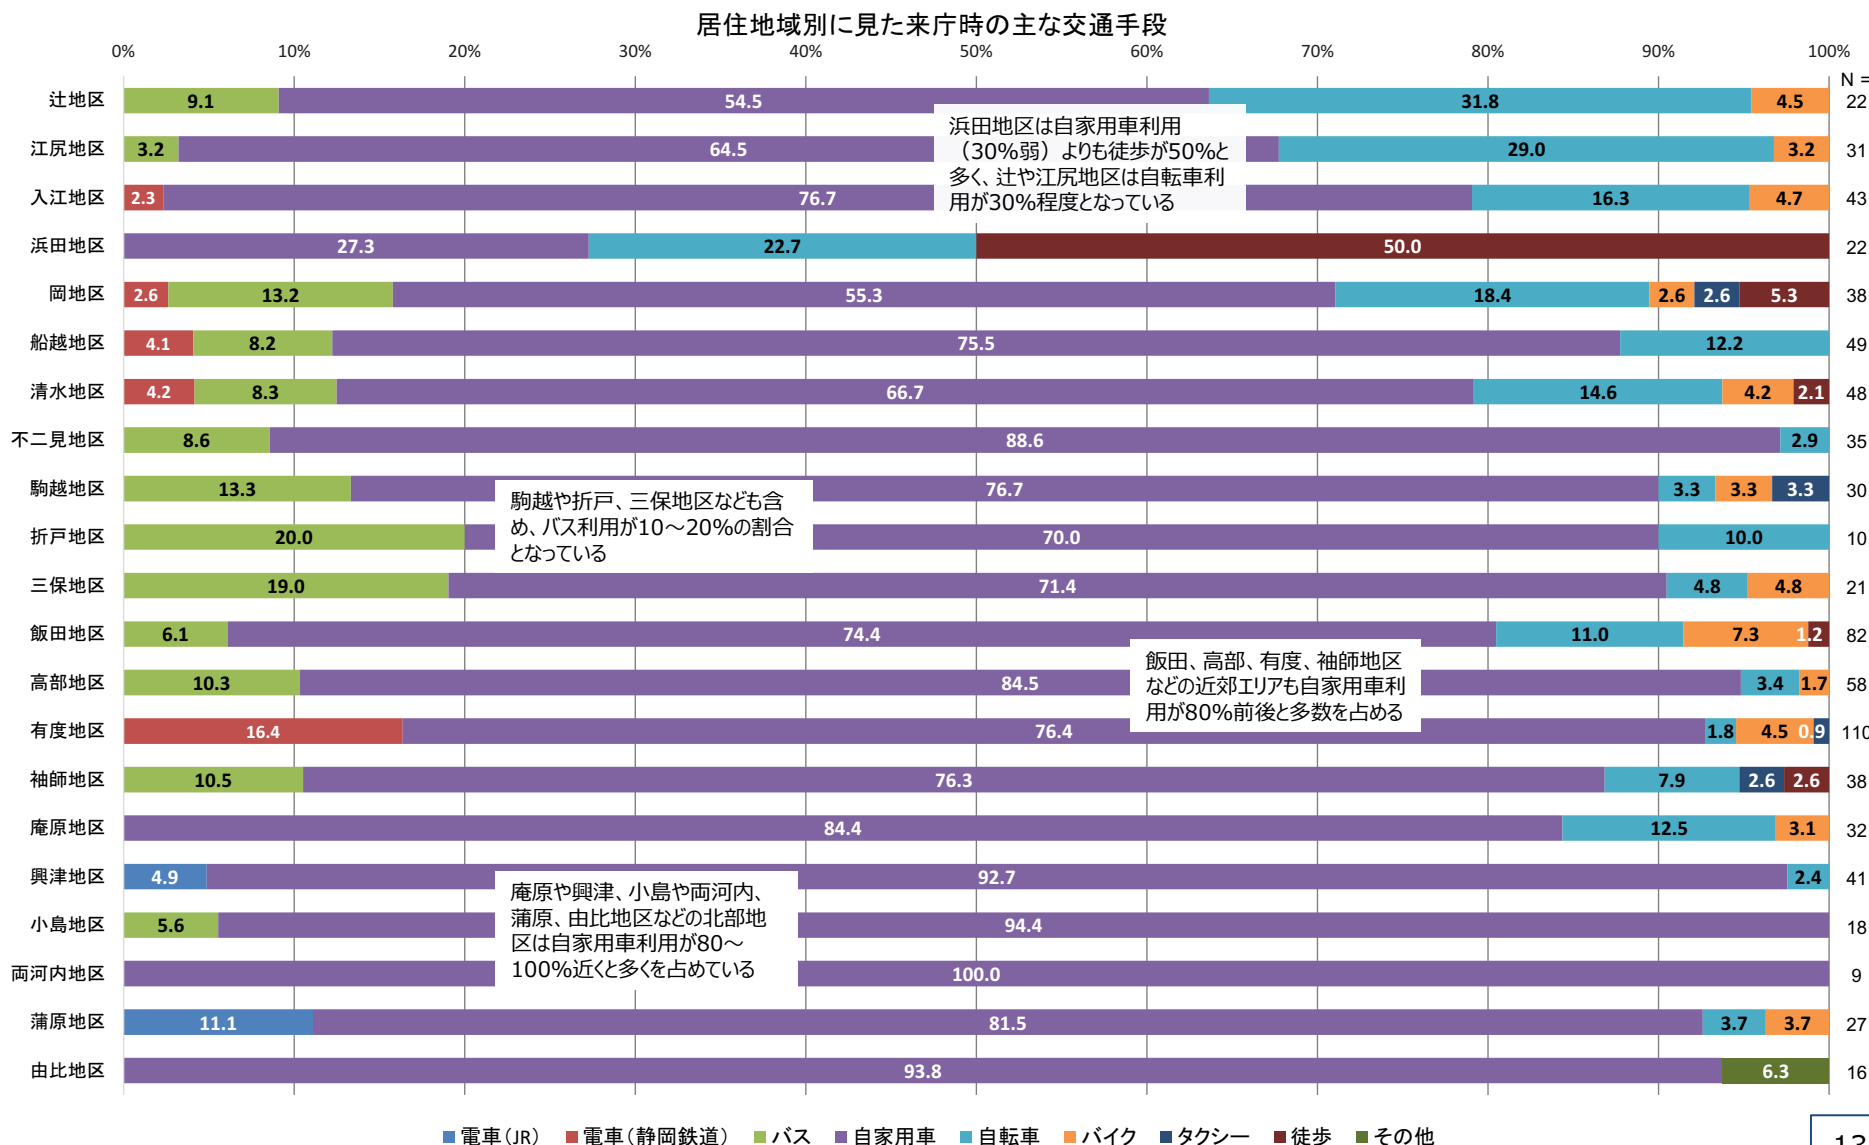 居住地域別に見た来庁時の主な交通手段
0% 10% 20% 30% 40% 50% 60% 70% 80% 90% 100%
N =
辻地区 9.1 54.5 31.8 4.5 22
江尻地区 3.2 64.5 29.0 3.2 31
入江地区 2.3 76.7 16.3 4.7 43
浜田地区は自家用車利用
（30%弱）よりも徒歩が50%と
多く、辻や江尻地区は自転車利
用が30%程度となっている
浜田地区 27.3 22.7 50.0 22
岡地区 2.6 13.2 55.3 18.4 2.6 2.6 5.3 38
船越地区 4.1 8.2 75.5 12.2 49
清水地区 4.2 8.3 66.7 14.6 4.2 2.1 48
不二見地区 8.6 88.6 2.9 35
駒越地区 13.3 76.7 3.3 3.3 3.3 30
駒越や折戸、三保地区なども含
め、バス利用が10～20%の割合
となっている
折戸地区 20.0 70.0 10.0 10
三保地区 19.0 71.4 4.8 4.8 21
飯田地区 6.1 74.4 11.0 7.3 1.2 82
飯田、高部、有度、袖師地区
などの近郊エリアも自家用車利
用が80%前後と多数を占める
高部地区 10.3 84.5 3.4 1.7 58
有度地区 16.4 76.4 1.8 4.5 0.9 110
袖師地区 10.5 76.3 7.9 2.6 2.6 38
庵原地区 84.4 12.5 3.1 32
興津地区 4.9 92.7 2.4 41
庵原や興津、小島や両河内、
蒲原、由比地区などの北部地
区は自家用車利用が80～
100%近くと多くを占めている
小島地区 5.6 94.4 18
両河内地区 100.0 9
蒲原地区 11.1 81.5 3.7 3.7 27
由比地区 93.8 6.3 16
電車（JR） 電車（静岡鉄道） バス 自家用車 自転車 バイク タクシー 徒歩 その他